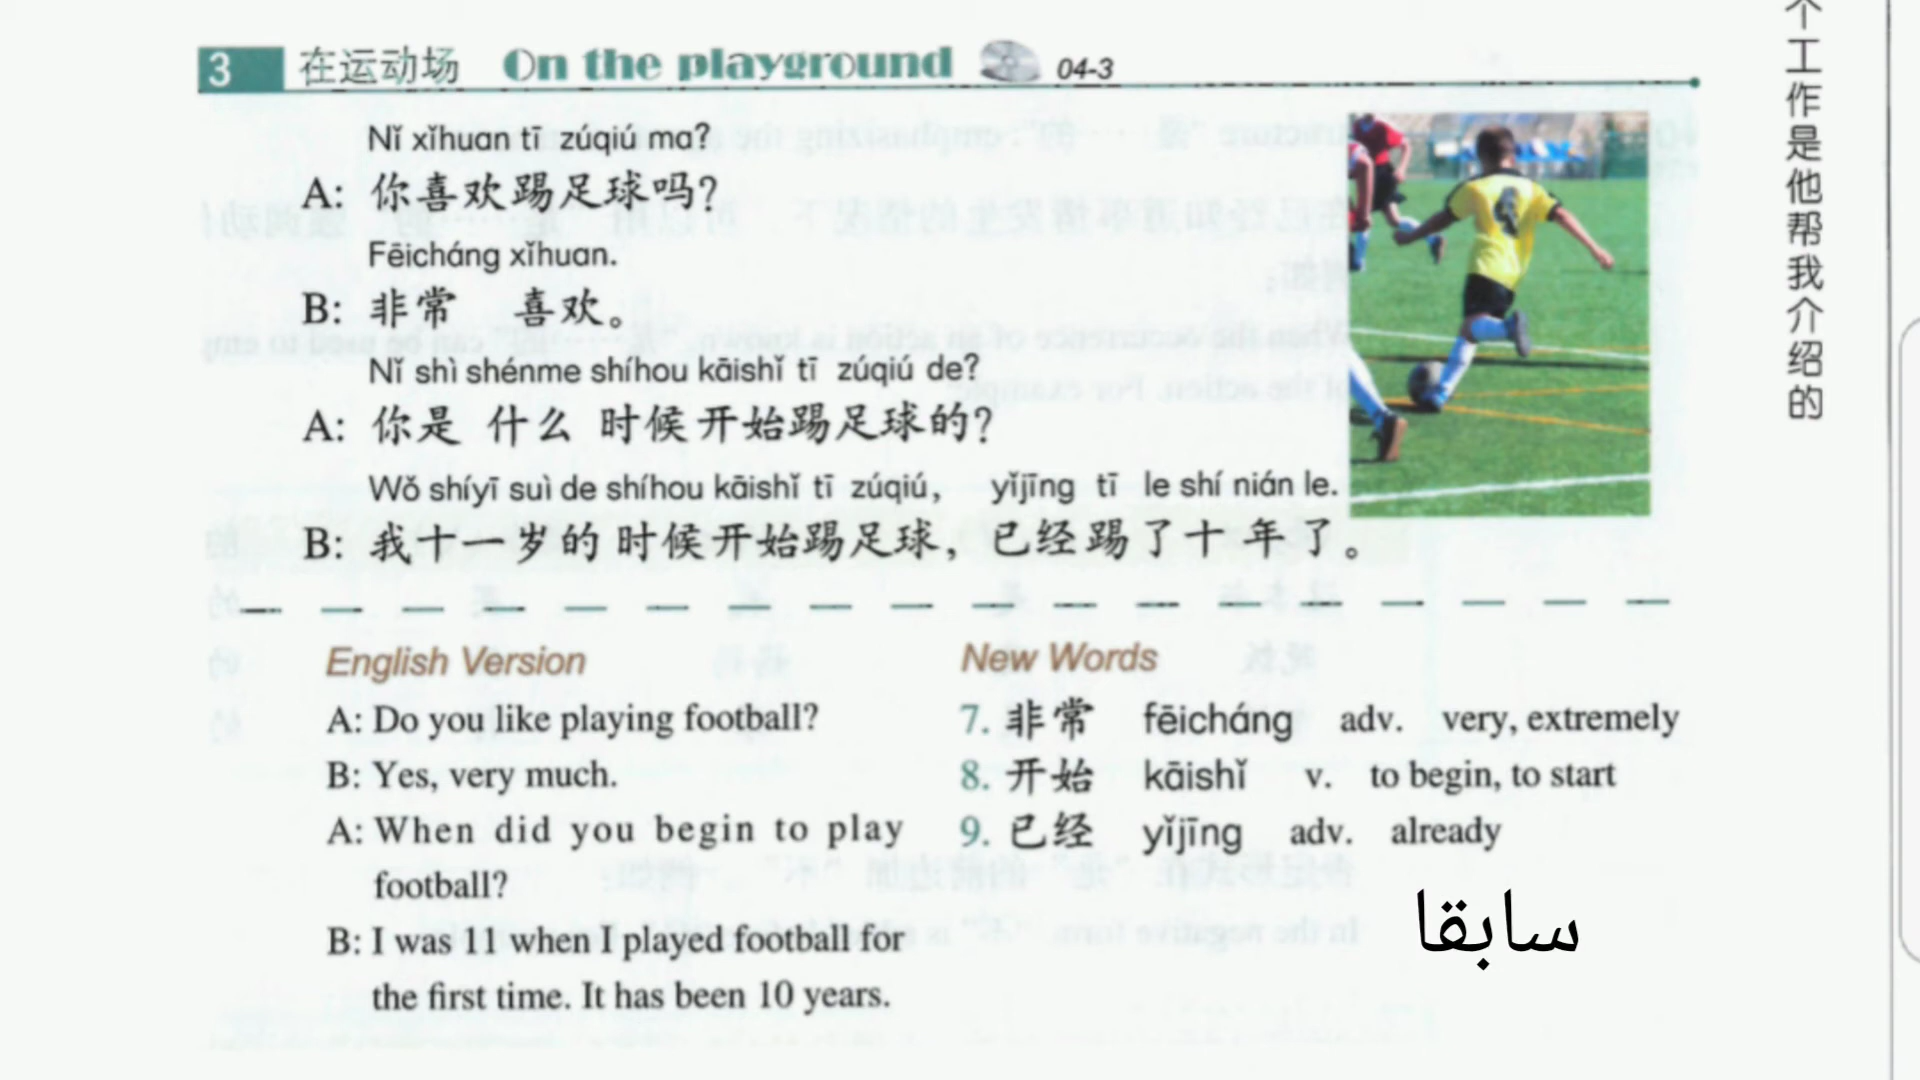 3 在运动场 On the playground 04-3
Nǐ xǐhuan tī zúqiú ma?
A: 你喜欢踢足球吗?
Fēicháng xǐhuan.
B: 非常 喜欢。
Nǐ shì shénme shíhou kāishǐ tī zúqiú de?
A: 你是 什么 时候开始踢足球的?
Wǒ shíyī suì de shíhou kāishǐ tī zúqiú, yǐjīng tī le shí nián le.
B: 我十一岁的 时候开始踢足球, 已经踢了十年了。
English Version
A: Do you like playing football?
B: Yes, very much.
A: When did you begin to play
football?
B: I was 11 when I played football for
the first time. It has been 10 years.
New Words
7. 非常 fēicháng adv. very, extremely
8. 开始 kāishǐ v. to begin, to start
9. 已经 yǐjīng adv. already
سابقا
个工作是他帮我介绍的